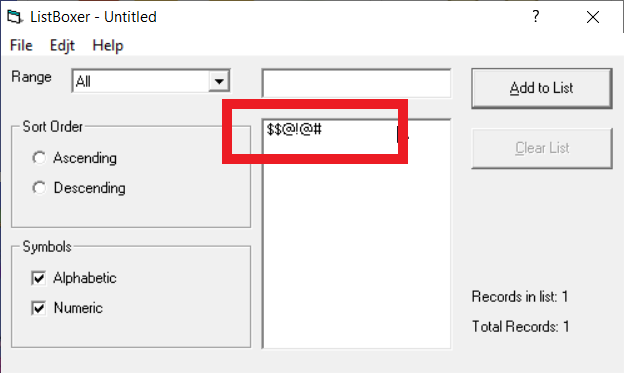 ListBoxer - Untitled
File Edjt Help
Range All
Add to List
Sort Order
$$@!@#
Ascending
Clear List
Descending
Symbols
Alphabetic
Numeric
Records in list: 1
Total Records: 1